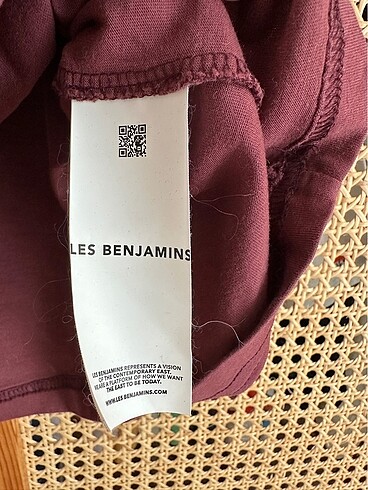 LES BENJAMINS
LES BENJAMINS REPRESENTS A VISION
OF THE CONTEMPORARY EAST.
WE ARE A PLATFORM OF HOW WE WANT
THE EAST TO BE TODAY.
WWW.LESBENJAMINS.COM